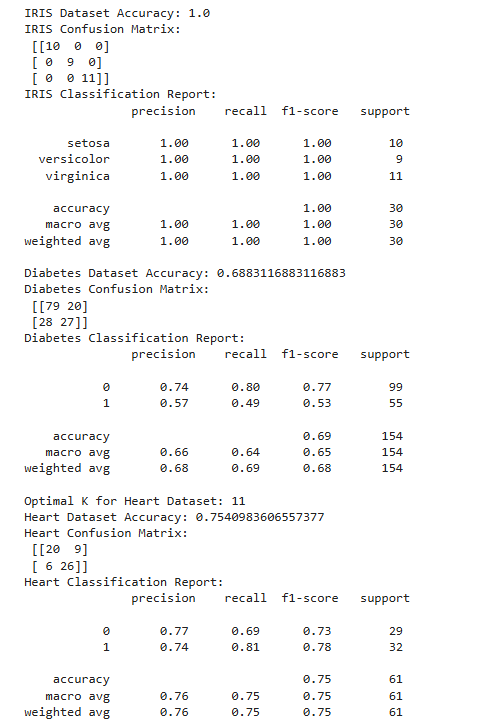 IRIS Dataset Accuracy: 1.0
IRIS Confusion Matrix:
[[10  0  0]
[ 0  9  0]
[ 0  0 11]]
IRIS Classification Report:
precision    recall  f1-score   support
setosa       1.00      1.00      1.00        10
versicolor       1.00      1.00      1.00         9
virginica       1.00      1.00      1.00        11
accuracy                           1.00        30
macro avg       1.00      1.00      1.00        30
weighted avg       1.00      1.00      1.00        30
Diabetes Dataset Accuracy: 0.6883116883116883
Diabetes Confusion Matrix:
[[79 20]
[28 27]]
Diabetes Classification Report:
precision    recall  f1-score   support
0       0.74      0.80      0.77        99
1       0.57      0.49      0.53        55
accuracy                           0.69       154
macro avg       0.66      0.64      0.65       154
weighted avg       0.68      0.69      0.68       154
Optimal K for Heart Dataset: 11
Heart Dataset Accuracy: 0.7540983606557377
Heart Confusion Matrix:
[[20  9]
[ 6 26]]
Heart Classification Report:
precision    recall  f1-score   support
0       0.77      0.69      0.73        29
1       0.74      0.81      0.78        32
accuracy                           0.75        61
macro avg       0.76      0.75      0.75        61
weighted avg       0.76      0.75      0.75        61